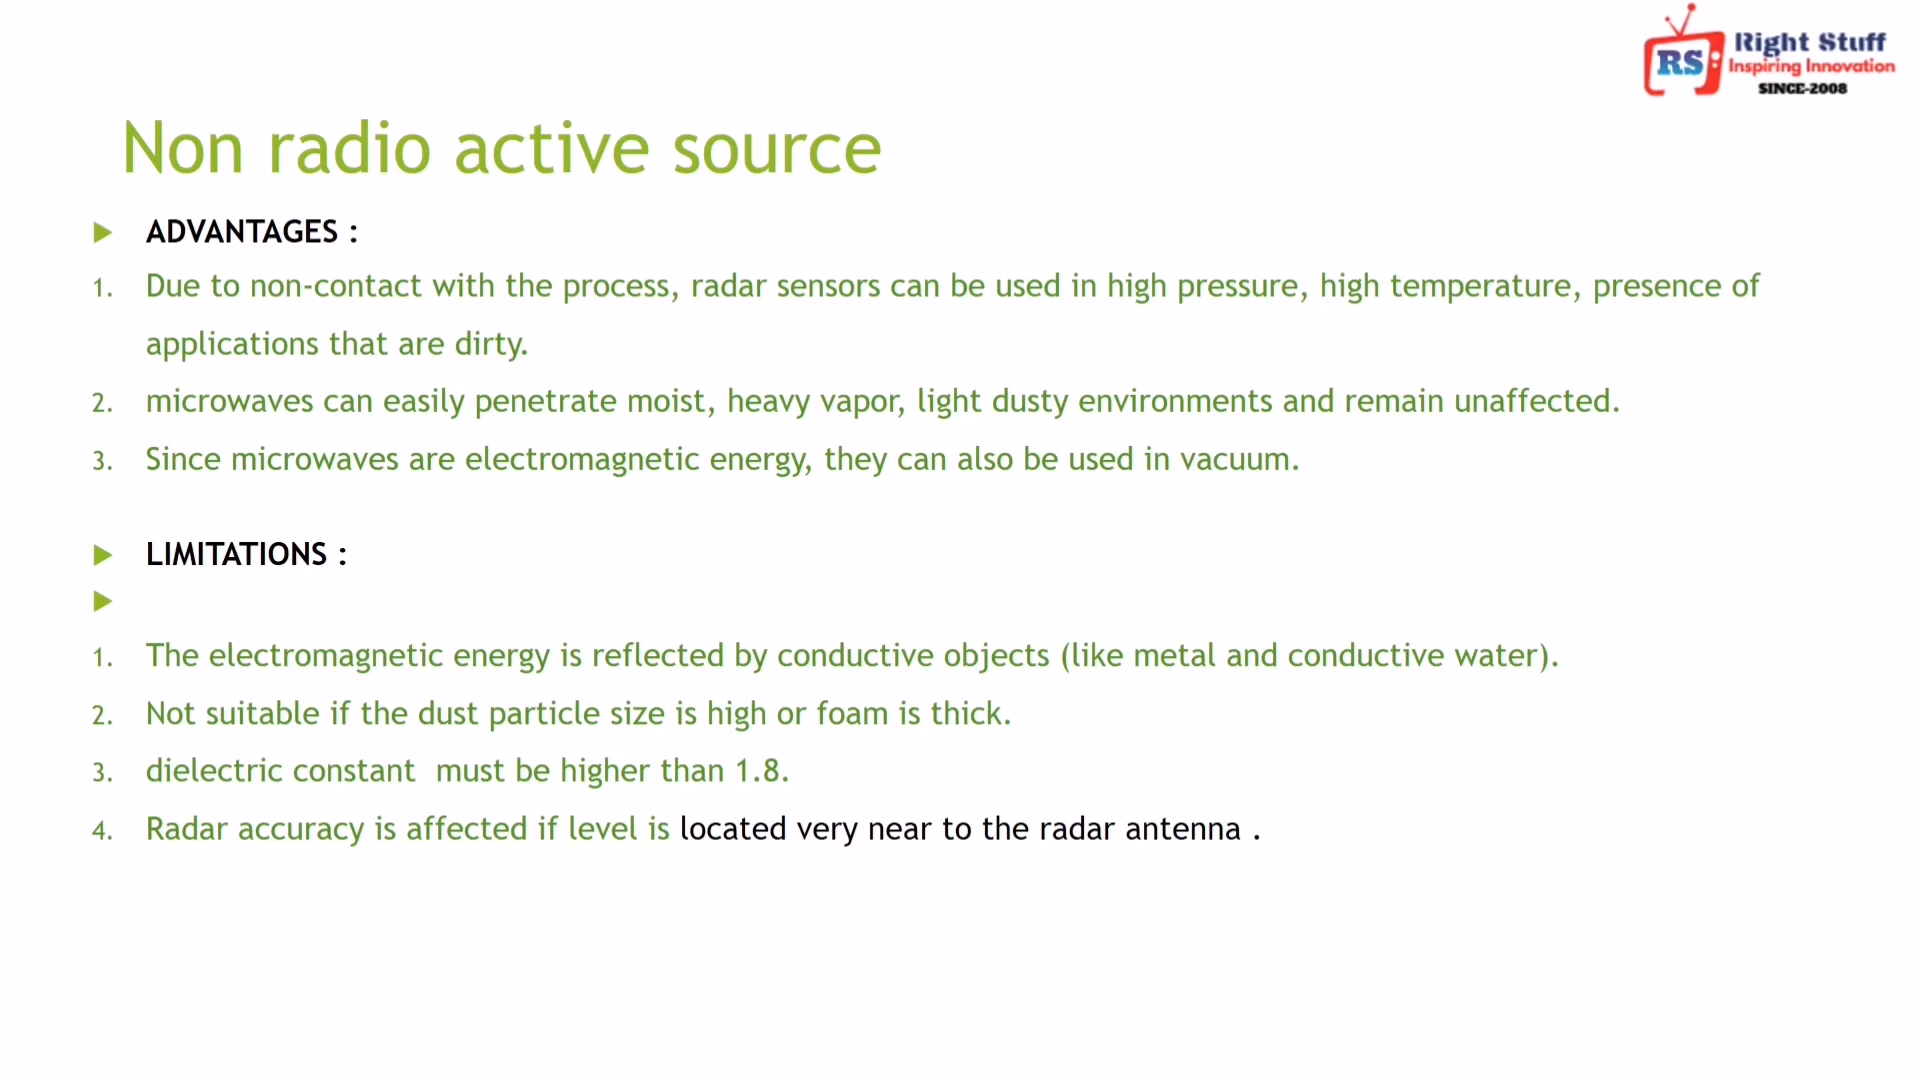 RS Right Stuff
Inspiring Innovation
SINCE-2008
Non radio active source
ADVANTAGES :
1. Due to non-contact with the process, radar sensors can be used in high pressure, high temperature, presence of
applications that are dirty.
2. microwaves can easily penetrate moist, heavy vapor, light dusty environments and remain unaffected.
3. Since microwaves are electromagnetic energy, they can also be used in vacuum.
LIMITATIONS :
1. The electromagnetic energy is reflected by conductive objects (like metal and conductive water).
2. Not suitable if the dust particle size is high or foam is thick.
3. dielectric constant  must be higher than 1.8.
4. Radar accuracy is affected if level is located very near to the radar antenna .